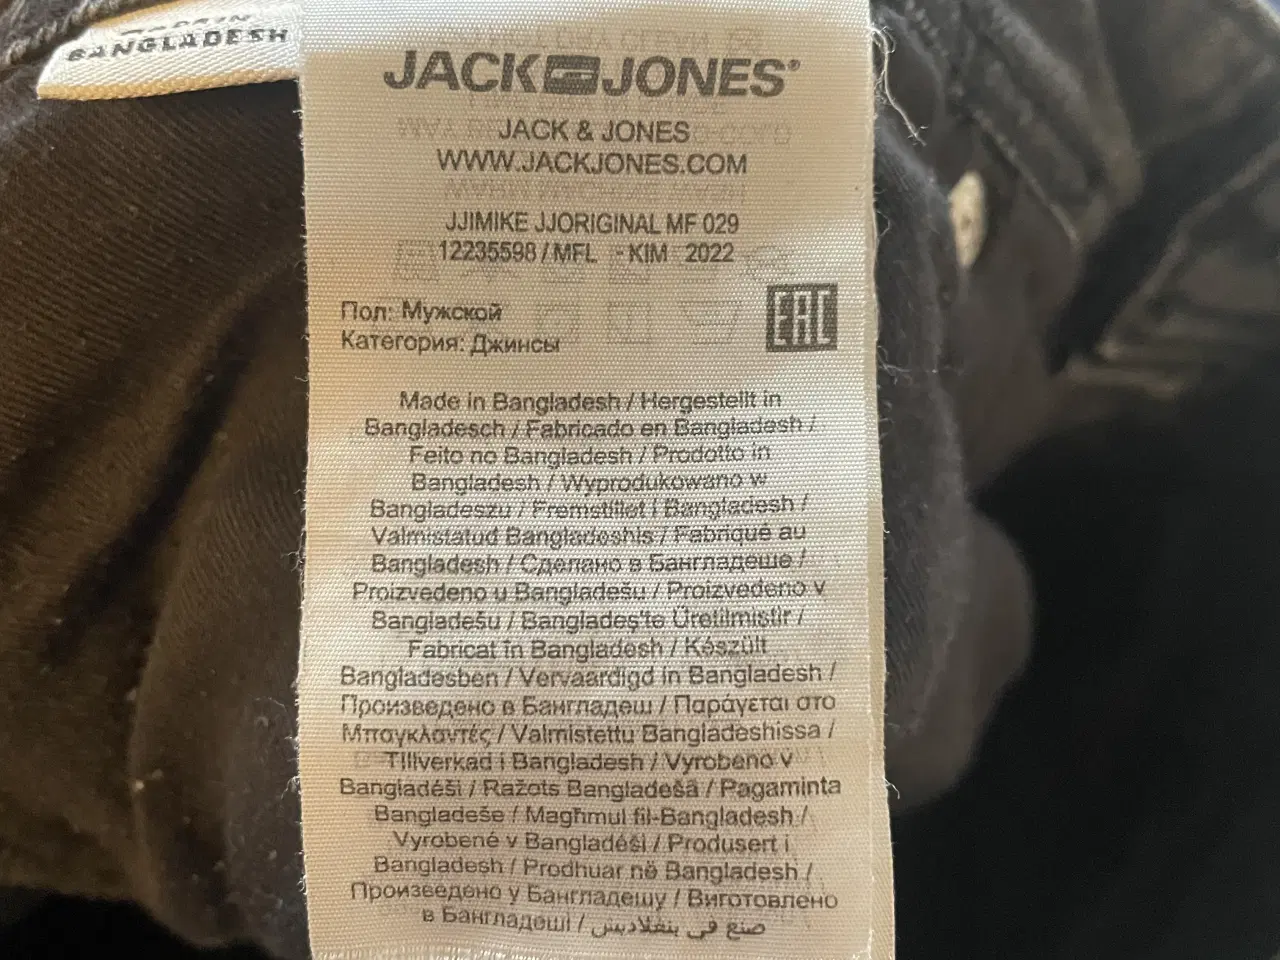 BANGLADESH
JACK JONES®
JACK & JONES
WWW.JACKJONES.COM
JJIMIKE JJORIGINAL MF 029
12235598 / MFL - KIM 2022
Пол: Мужской
Категория: Джинсы
EAC
Made in Bangladesh / Hergestellt in
Bangladesch / Fabricado en Bangladesh /
Feito no Bangladesh / Prodotto in
Bangladesh / Wyprodukowano w
Bangladeszu / Fremstillet i Bangladesh /
Valmistatud Bangladeshis / Fabriqué au
Bangladesh / Сделано в Бангладеше /
Proizvedeno u Bangladešu / Proizvedeno v
Bangladešu / Bangladeş'te Üretilmiştir /
Fabricat în Bangladesh / Készült
Bangladesben / Vervaardigd in Bangladesh /
Произведено в Бангладеш / Παράγεται στο
Μπαγκλαντές / Valmistettu Bangladeshissa /
Tillverkad i Bangladesh / Vyrobeno v
Bangladéši / Ražots Bangladešā / Pagaminta
Bangladeše / Magħmul fil-Bangladesh /
Vyrobené v Bangladéši / Produsert i
Bangladesh / Prodhuar në Bangladesh /
Произведено у Бангладешу / Виготовлено
в Бангладеші / صنع في بنغلاديش